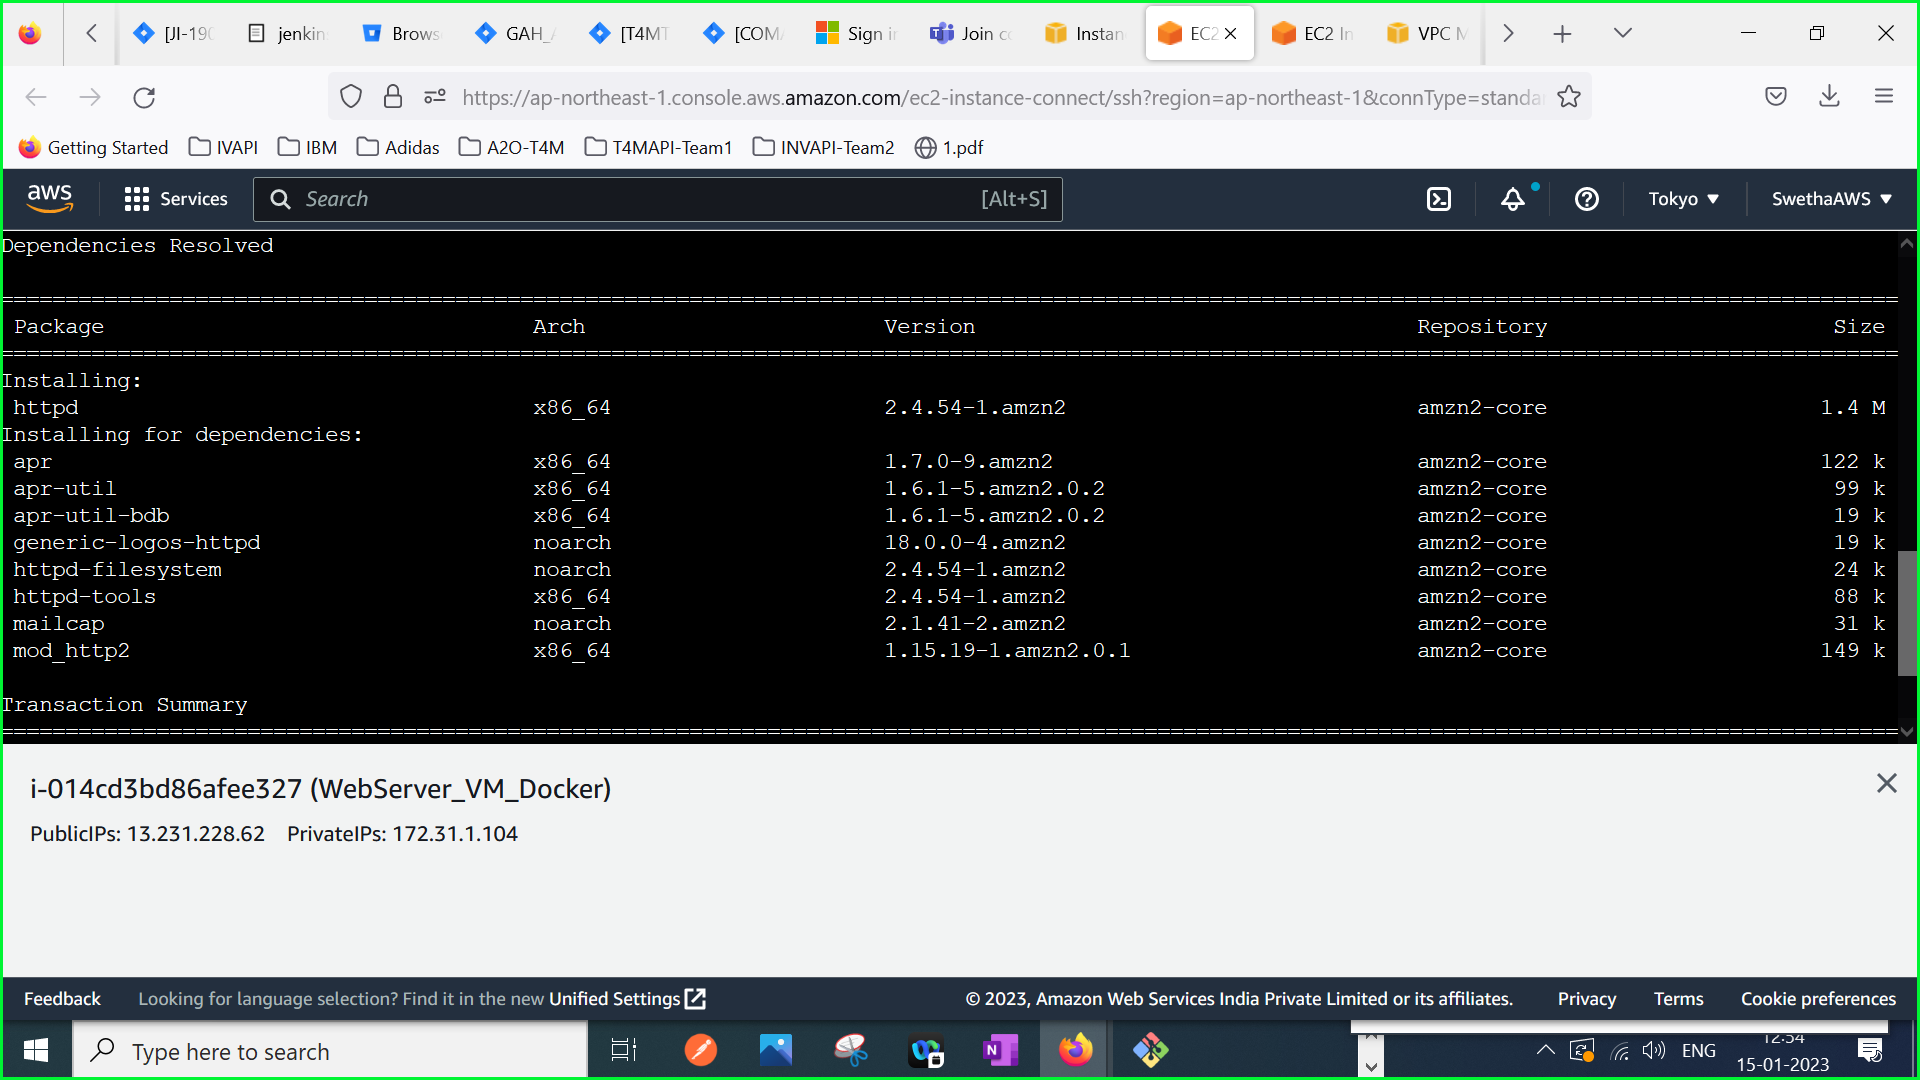 [JI-190
jenkin
Brows
GAH_
[T4MT
[COMA
Sign in
Join co
Instan
EC2
EC2 In
VPC M
https://ap-northeast-1.console.aws.amazon.com/ec2-instance-connect/ssh?region=ap-northeast-1&connType=standa
Getting Started
IVAPI
IBM
Adidas
A2O-T4M
T4MAPI-Team1
INVAPI-Team2
1.pdf
aws
Services
Search
[Alt+S]
Tokyo
SwethaAWS
Dependencies Resolved
Package Arch Version Repository Size
Installing:
httpd x86_64 2.4.54-1.amzn2 amzn2-core 1.4 M
Installing for dependencies:
apr x86_64 1.7.0-9.amzn2 amzn2-core 122 k
apr-util x86_64 1.6.1-5.amzn2.0.2 amzn2-core 99 k
apr-util-bdb x86_64 1.6.1-5.amzn2.0.2 amzn2-core 19 k
generic-logos-httpd noarch 18.0.0-4.amzn2 amzn2-core 19 k
httpd-filesystem noarch 2.4.54-1.amzn2 amzn2-core 24 k
httpd-tools x86_64 2.4.54-1.amzn2 amzn2-core 88 k
mailcap noarch 2.1.41-2.amzn2 amzn2-core 31 k
mod_http2 x86_64 1.15.19-1.amzn2.0.1 amzn2-core 149 k
Transaction Summary
i-014cd3bd86afee327 (WebServer_VM_Docker)
PublicIPs: 13.231.228.62 PrivateIPs: 172.31.1.104
Feedback
Looking for language selection? Find it in the new Unified Settings
© 2023, Amazon Web Services India Private Limited or its affiliates.
Privacy
Terms
Cookie preferences
Type here to search
N
ENG
12:54
15-01-2023